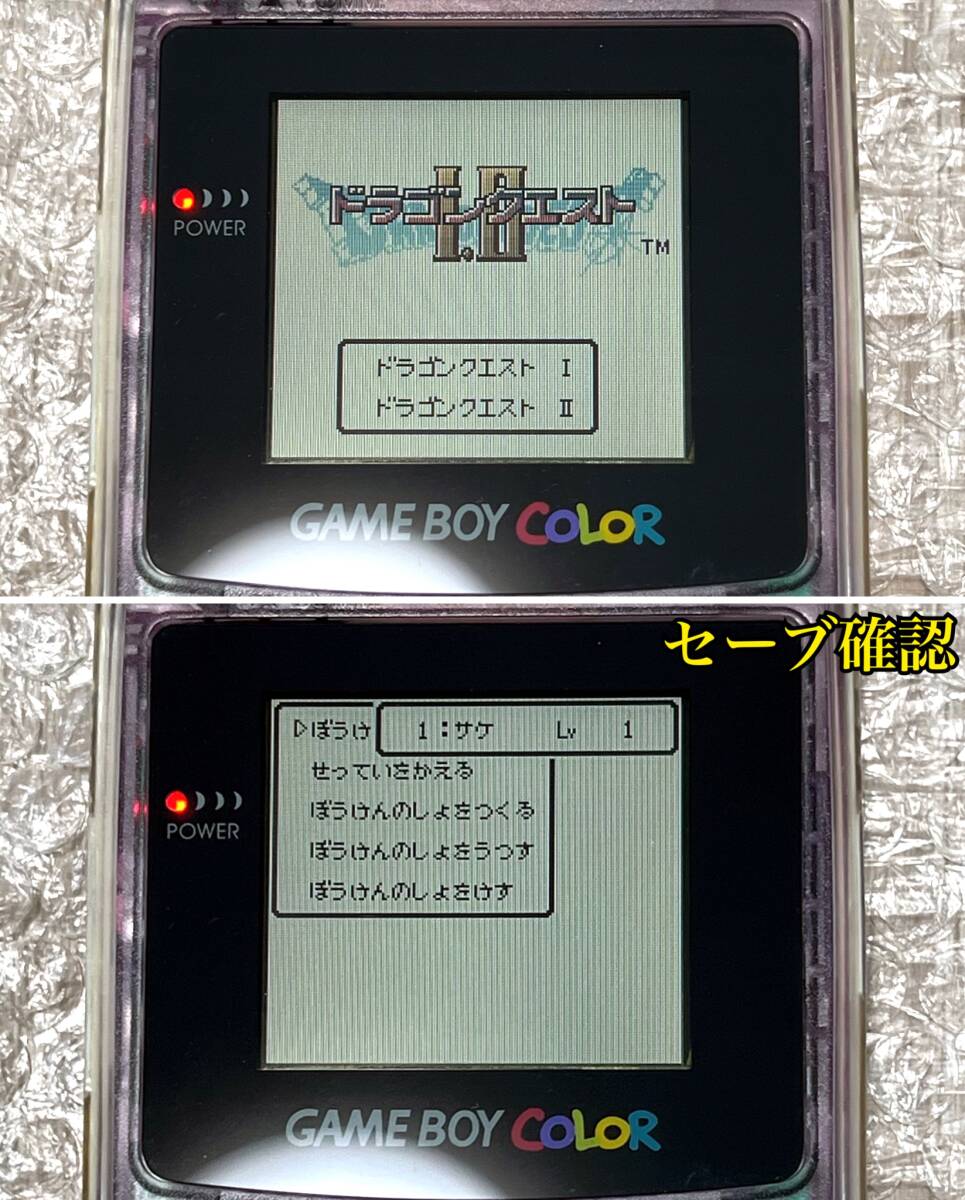 I・II
ドラゴンクエスト
TM
POWER
ドラゴンクエスト I
ドラゴンクエスト II
GAME BOY COLOR
セーブ確認
▷ぼうけ
1:サケ Lv 1
せっていをかえる
ぼうけんのしょをつくる
ぼうけんのしょをうつす
ぼうけんのしょをけす
POWER
GAME BOY COLOR